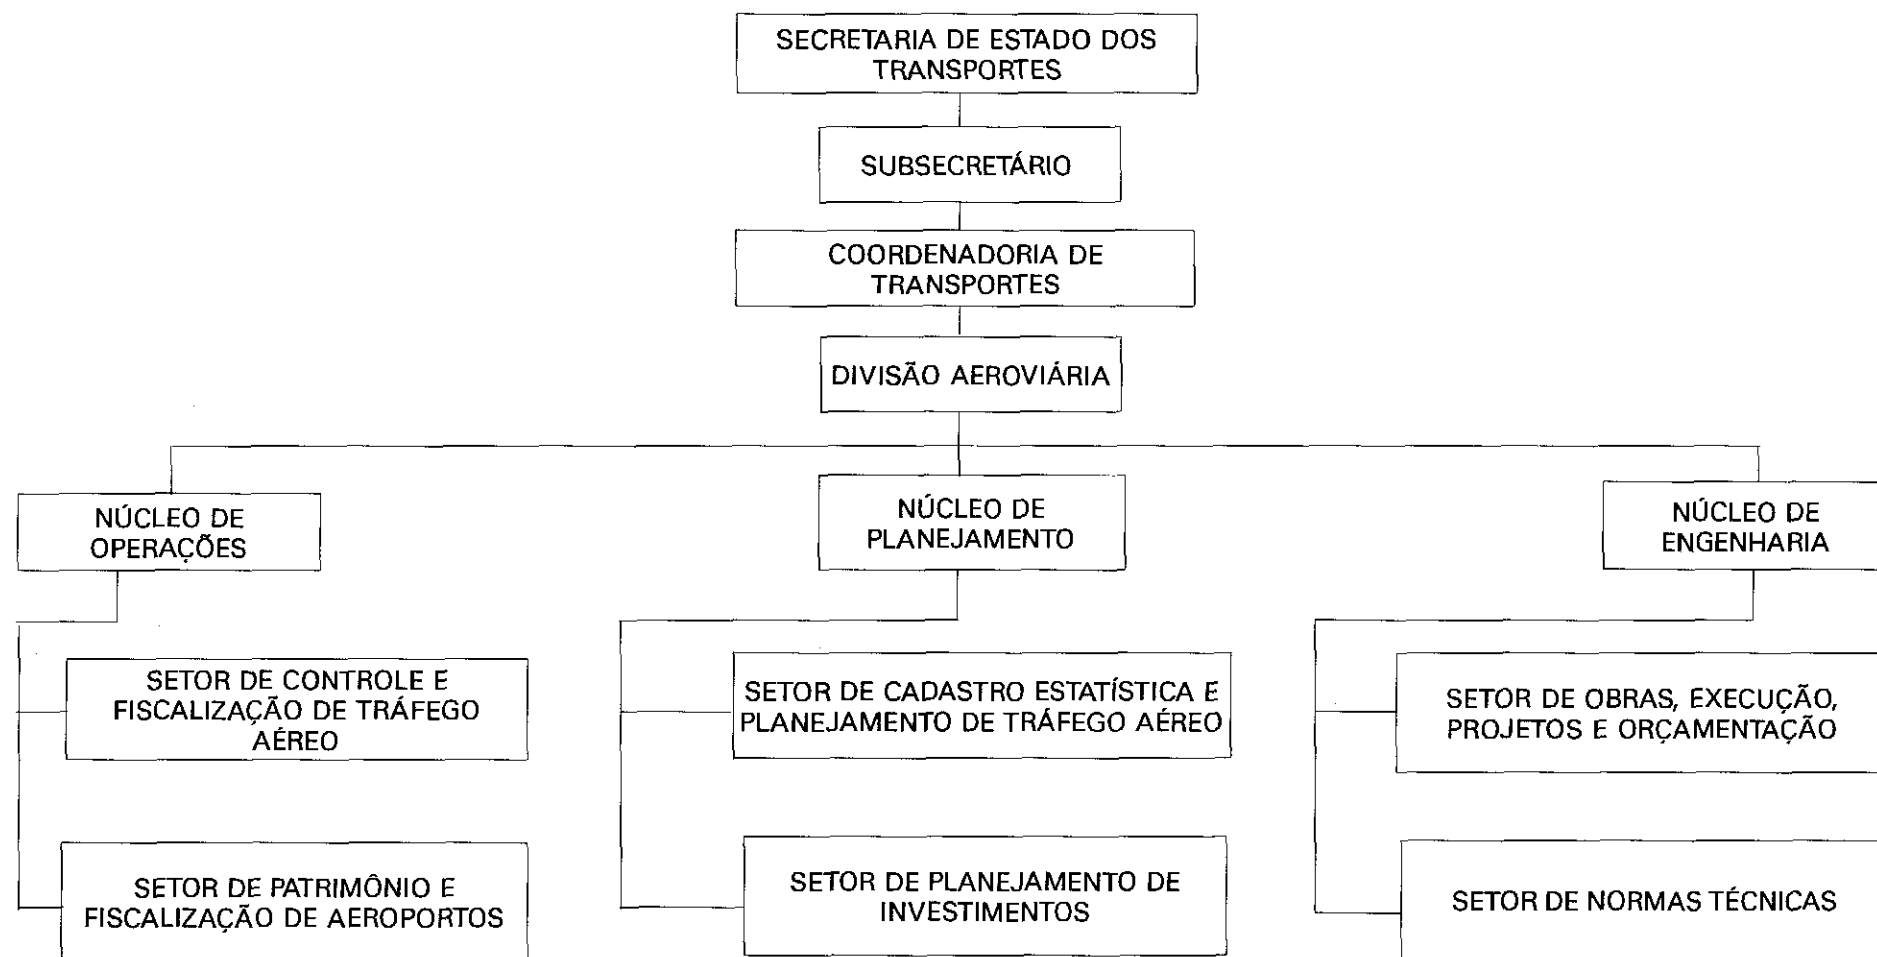 SECRETARIA DE ESTADO DOS
TRANSPORTES
SUBSECRETÁRIO
COORDENADORIA DE
TRANSPORTES
DIVISÃO AEROVIÁRIA
NÚCLEO DE
OPERAÇÕES
NÚCLEO DE
PLANEJAMENTO
NÚCLEO DE
ENGENHARIA
SETOR DE CONTROLE E
FISCALIZAÇÃO DE TRÁFEGO
AÉREO
SETOR DE CADASTRO ESTATÍSTICA E
PLANEJAMENTO DE TRÁFEGO AÉREO
SETOR DE OBRAS, EXECUÇÃO,
PROJETOS E ORÇAMENTAÇÃO
SETOR DE PATRIMÔNIO E
FISCALIZAÇÃO DE AEROPORTOS
SETOR DE PLANEJAMENTO DE
INVESTIMENTOS
SETOR DE NORMAS TÉCNICAS